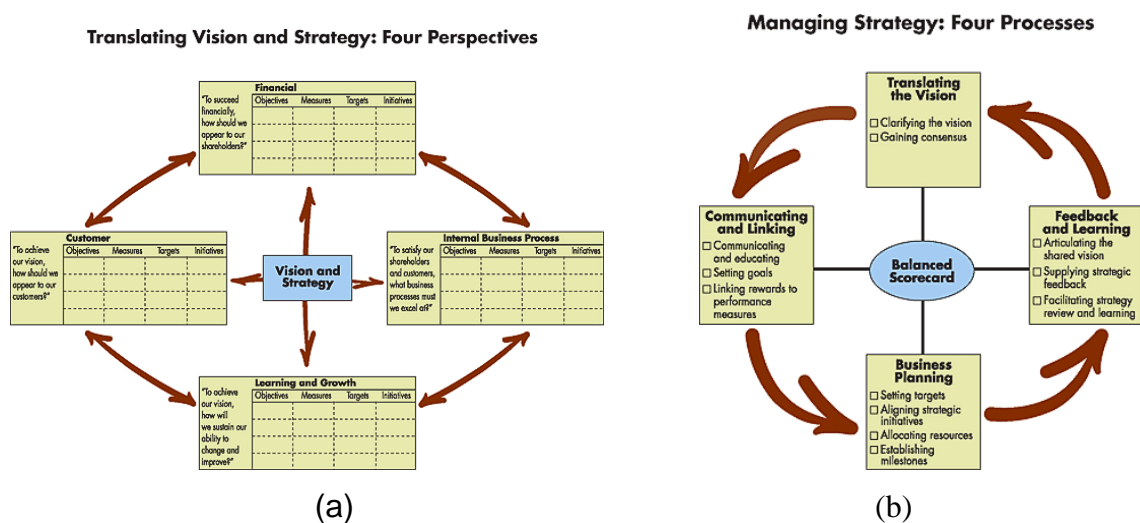 Translating Vision and Strategy: Four Perspectives
Financial
"To succeed
financially,
how should we
appear to our
shareholders?"
Objectives Measures Targets Initiatives
Customer
"To achieve
our vision,
how should we
appear to our
customers?"
Objectives Measures Targets Initiatives
Vision and
Strategy
Internal Business Process
"To satisfy our
shareholders
and customers,
what business
processes must
we excel at?"
Objectives Measures Targets Initiatives
Learning and Growth
"To achieve
our vision,
how will
we sustain our
ability to
change and
improve?"
Objectives Measures Targets Initiatives
(a)
Managing Strategy: Four Processes
Translating
the Vision
Clarifying the vision
Gaining consensus
Communicating
and Linking
Communicating
and educating
Setting goals
Linking rewards to
performance
measures
Balanced
Scorecard
Feedback
and Learning
Articulating the
shared vision
Supplying strategic
feedback
Facilitating strategy
review and learning
Business
Planning
Setting targets
Aligning strategic
initiatives
Allocating resources
Establishing
milestones
(b)